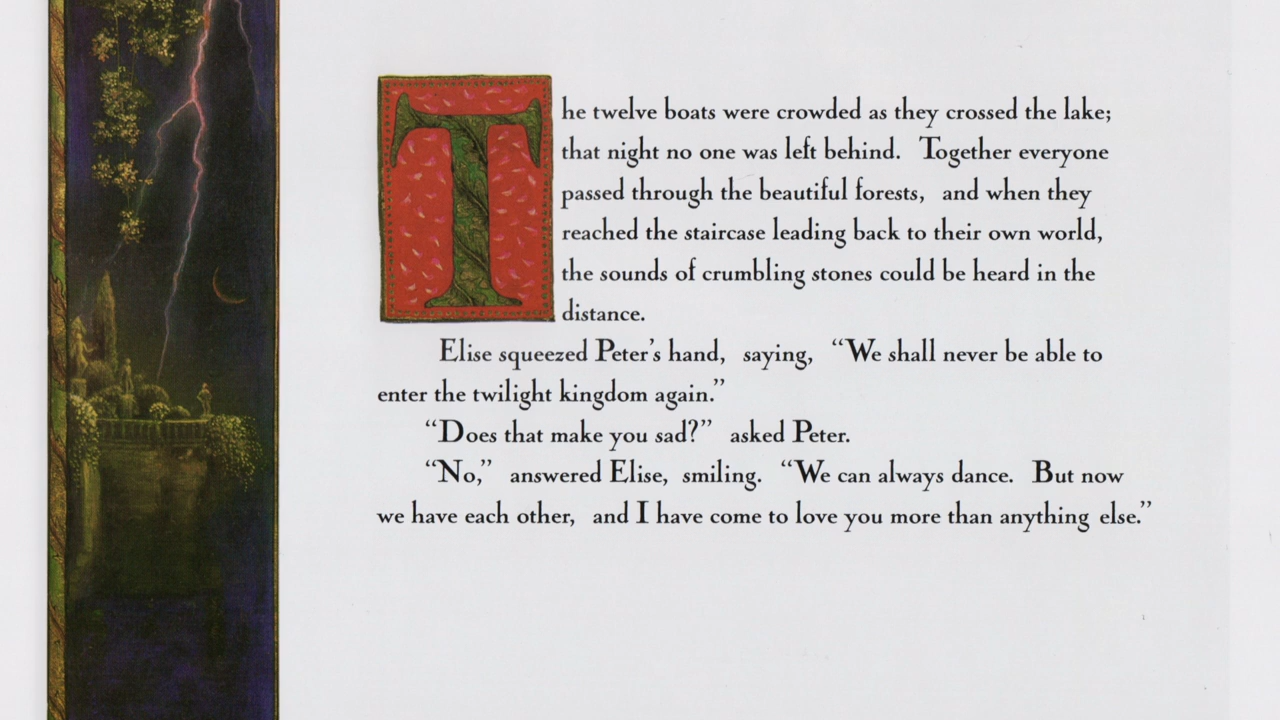 The twelve boats were crowded as they crossed the lake;
that night no one was left behind. Together everyone
passed through the beautiful forests, and when they
reached the staircase leading back to their own world,
the sounds of crumbling stones could be heard in the
distance.
Elise squeezed Peter’s hand, saying, “We shall never be able to
enter the twilight kingdom again.”
“Does that make you sad?” asked Peter.
“No,” answered Elise, smiling. “We can always dance. But now
we have each other, and I have come to love you more than anything else.”